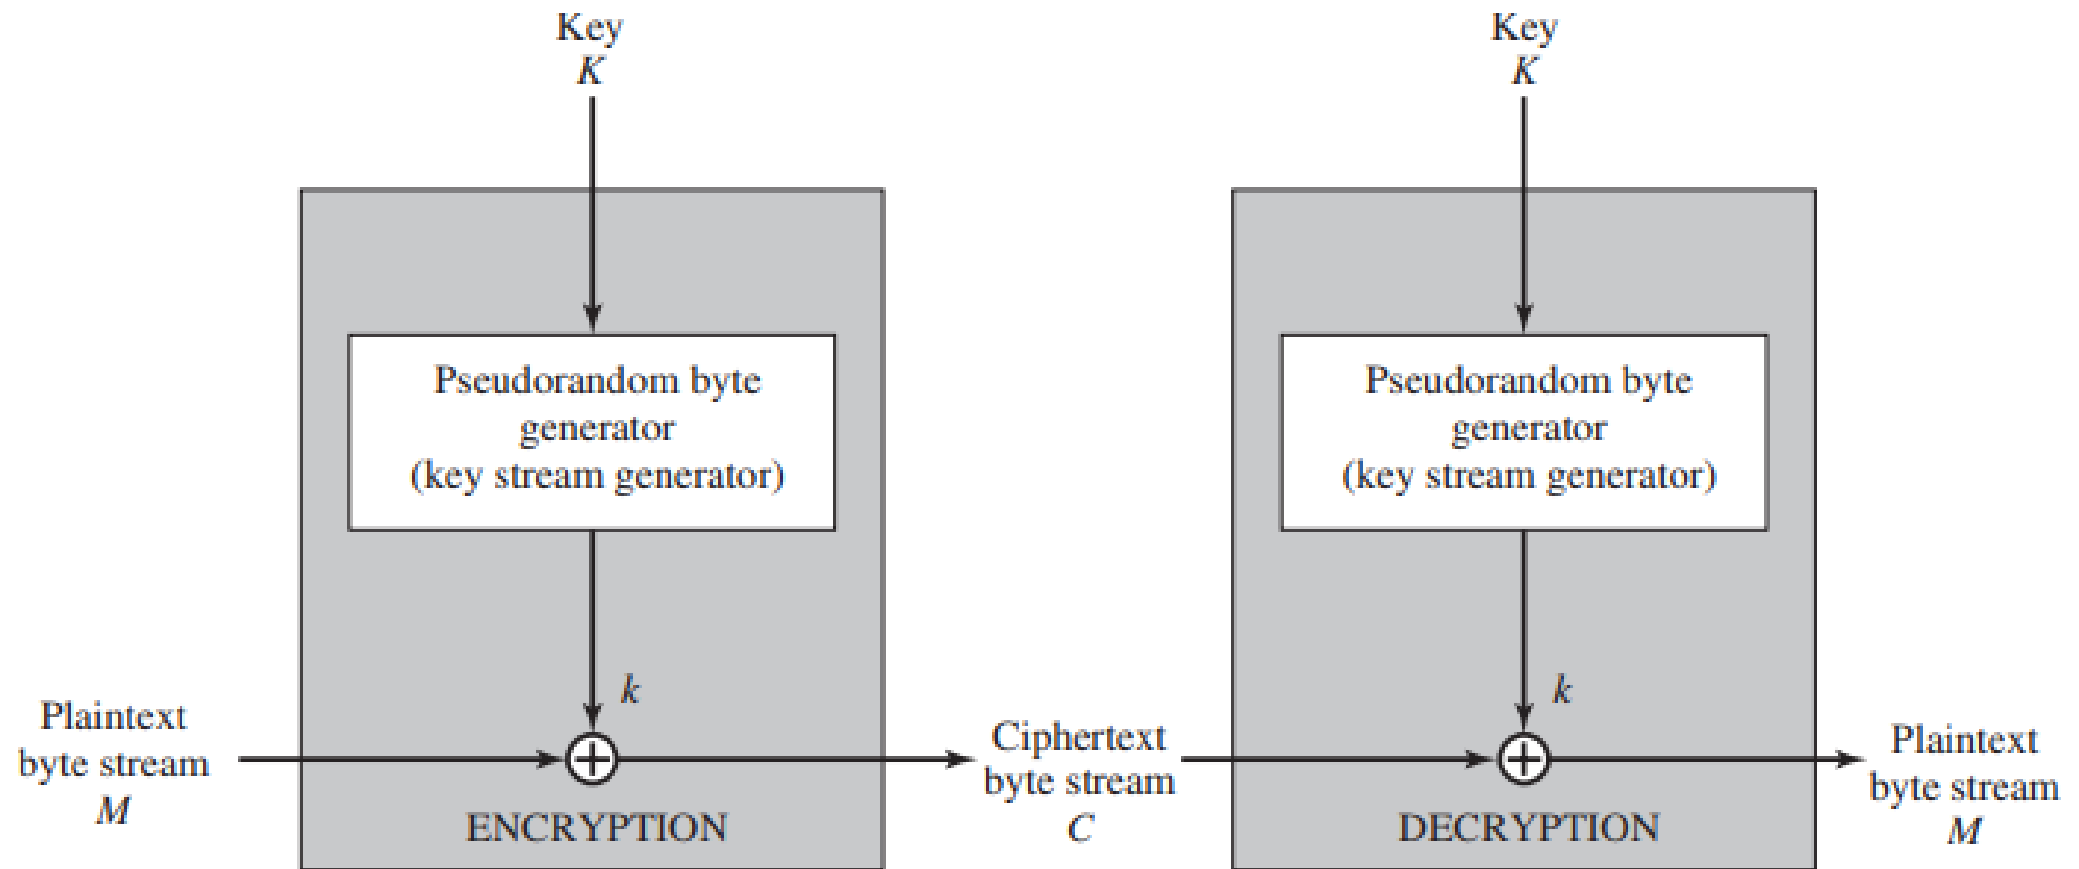 Key
K
Pseudorandom byte
generator
(key stream generator)
k
Plaintext
byte stream
M
ENCRYPTION
Ciphertext
byte stream
C
Key
K
Pseudorandom byte
generator
(key stream generator)
k
DECRYPTION
Plaintext
byte stream
M